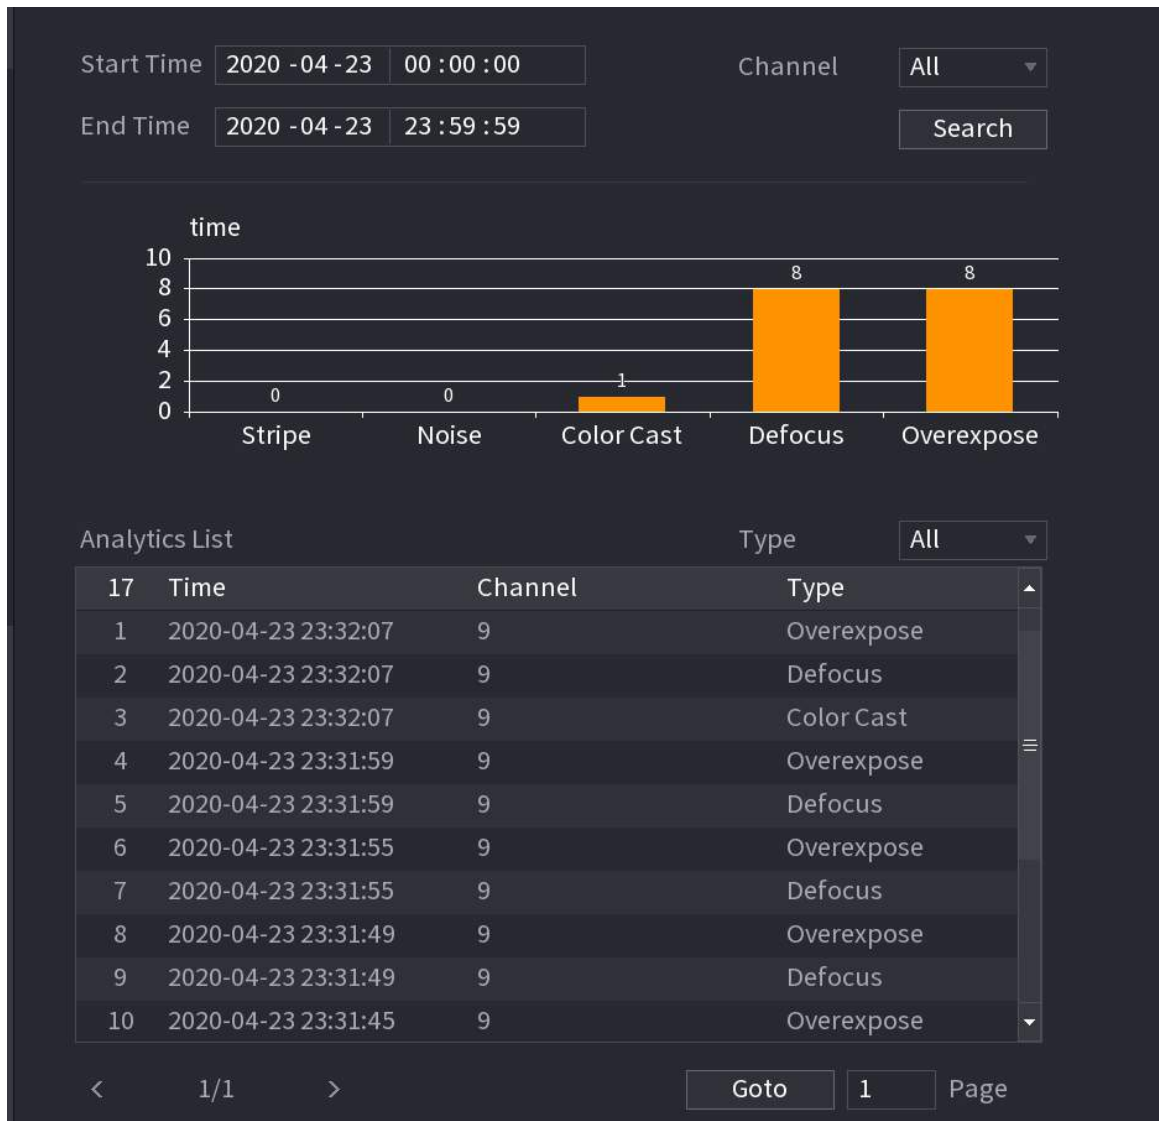 Start Time 2020 -04 -23 00 : 00 : 00 Channel All
End Time 2020 -04 -23 23 : 59 : 59 Search
time
10
8
6
4
2
0
0 0 1 8 8
Stripe Noise Color Cast Defocus Overexpose
Analytics List Type All
17 Time Channel Type
1 2020-04-23 23:32:07 9 Overexpose
2 2020-04-23 23:32:07 9 Defocus
3 2020-04-23 23:32:07 9 Color Cast
4 2020-04-23 23:31:59 9 Overexpose
5 2020-04-23 23:31:59 9 Defocus
6 2020-04-23 23:31:55 9 Overexpose
7 2020-04-23 23:31:55 9 Defocus
8 2020-04-23 23:31:49 9 Overexpose
9 2020-04-23 23:31:49 9 Defocus
10 2020-04-23 23:31:45 9 Overexpose
< 1/1 > Goto 1 Page